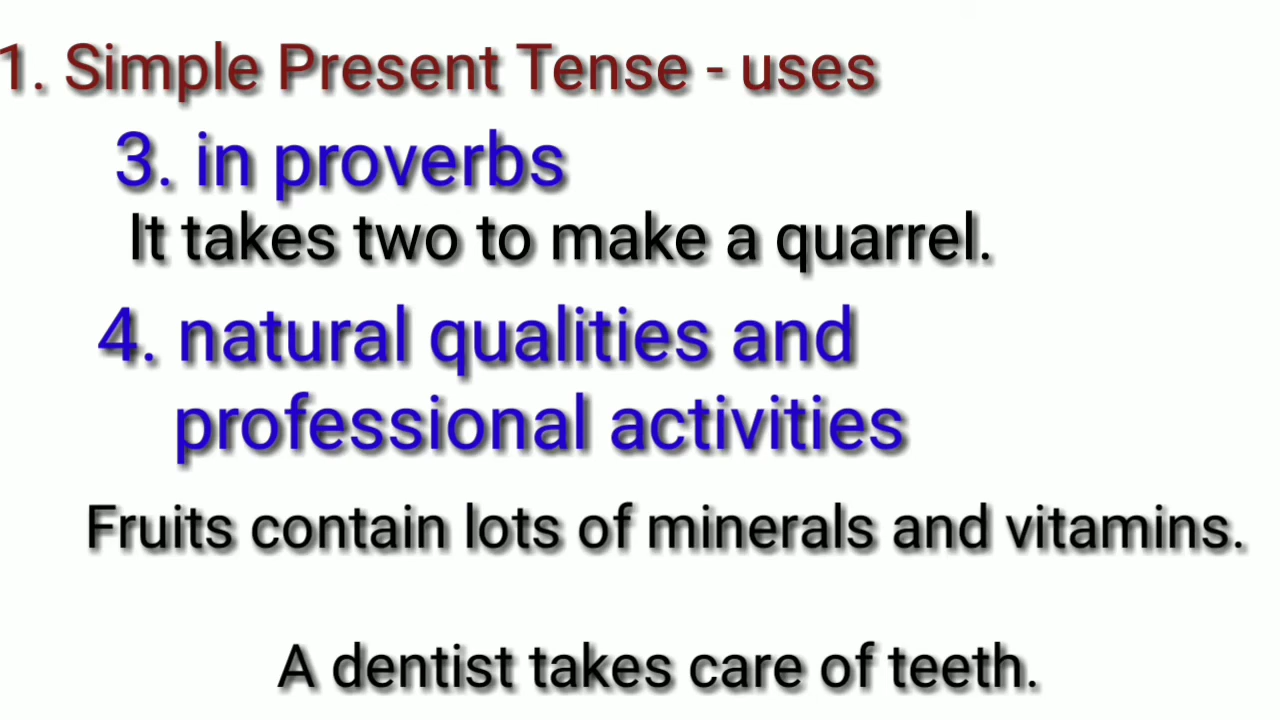 1. Simple Present Tense - uses
3. in proverbs
It takes two to make a quarrel.
4. natural qualities and
professional activities
Fruits contain lots of minerals and vitamins.
A dentist takes care of teeth.